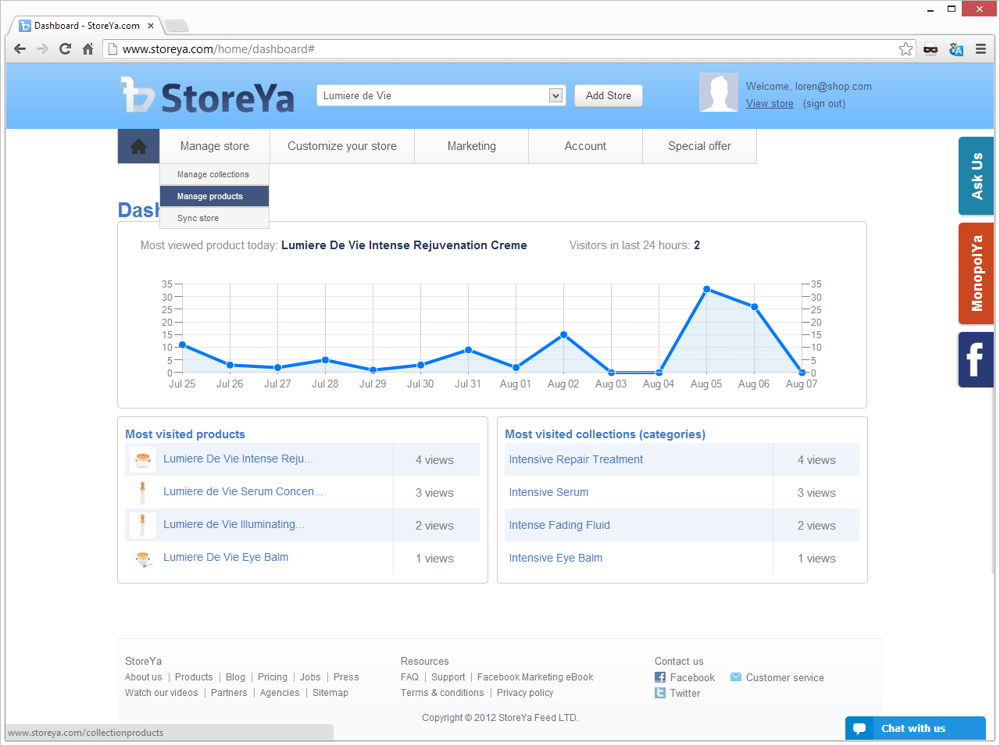 Dashboard - StoreYa.com
www.storeya.com/home/dashboard#
StoreYa
Lumiere de Vie
Add Store
Welcome, loren@shop.com
View store (sign out)
Manage store
Customize your store
Marketing
Account
Special offer
Manage collections
Manage products
Sync store
Dash
Ask Us
MonopolYa
Most viewed product today: Lumiere De Vie Intense Rejuvenation Creme
Visitors in last 24 hours: 2
35 35
30 30
25 25
20 20
15 15
10 10
5 5
0 0
Jul 25 Jul 26 Jul 27 Jul 28 Jul 29 Jul 30 Jul 31 Aug 01 Aug 02 Aug 03 Aug 04 Aug 05 Aug 06 Aug 07
Most visited products
Lumiere De Vie Intense Reju... 4 views
Lumiere de Vie Serum Concen... 3 views
Lumiere de Vie Illuminating... 2 views
Lumiere De Vie Eye Balm 1 views
Most visited collections (categories)
Intensive Repair Treatment 4 views
Intensive Serum 3 views
Intense Fading Fluid 2 views
Intensive Eye Balm 1 views
StoreYa
About us | Products | Blog | Pricing | Jobs | Press
Watch our videos | Partners | Agencies | Sitemap
Resources
FAQ | Support | Facebook Marketing eBook
Terms & conditions | Privacy policy
Contact us
Facebook Customer service
Twitter
Copyright © 2012 StoreYa Feed LTD.
www.storeya.com/collectionproducts
Chat with us